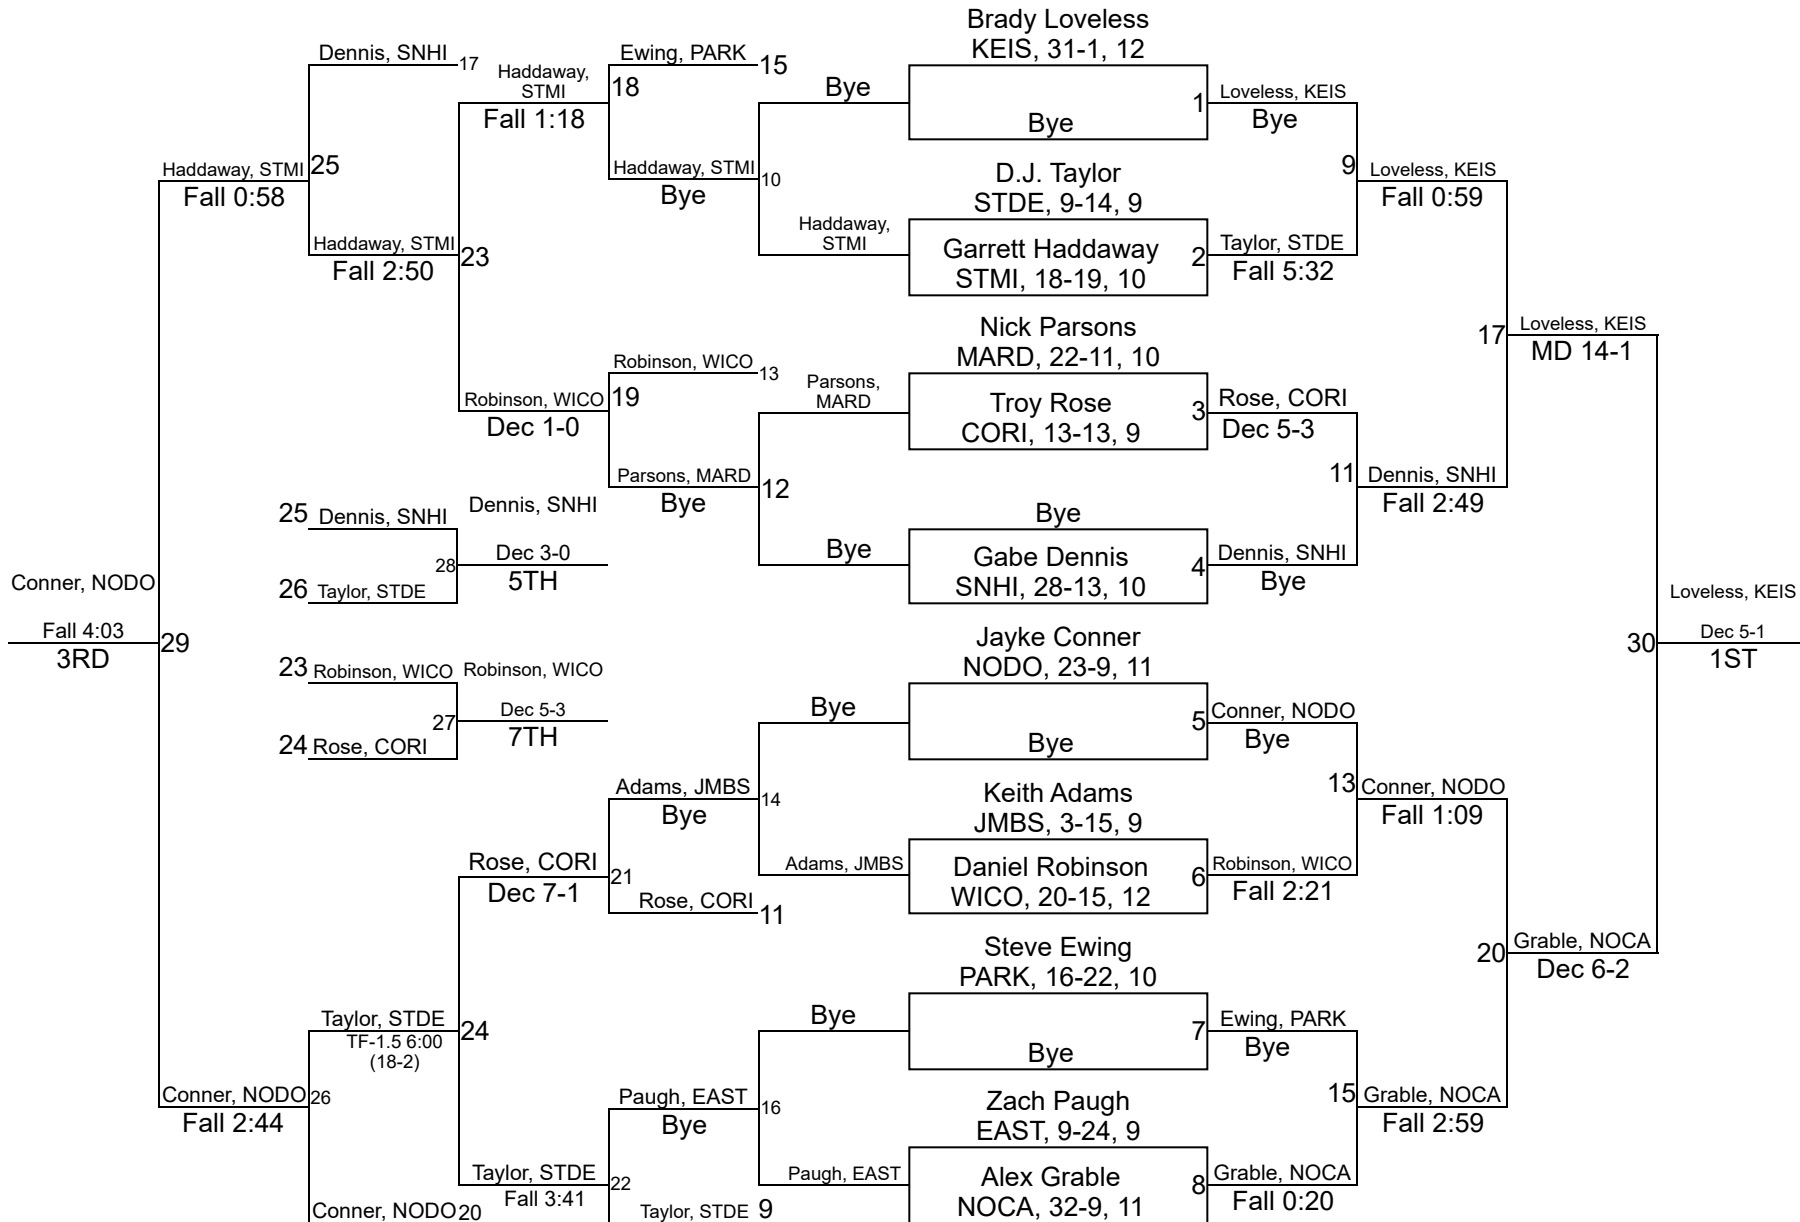 Brady Loveless
KEIS, 31-1, 12
Bye
1
D.J. Taylor
STDE, 9-14, 9
Garrett Haddaway
STMI, 18-19, 10
2
Nick Parsons
MARD, 22-11, 10
Troy Rose
CORI, 13-13, 9
3
Bye
Gabe Dennis
SNHI, 28-13, 10
4
Jayke Conner
NODO, 23-9, 11
Bye
5
Keith Adams
JMBS, 3-15, 9
Daniel Robinson
WICO, 20-15, 12
6
Steve Ewing
PARK, 16-22, 10
Bye
7
Zach Paugh
EAST, 9-24, 9
Alex Grable
NOCA, 32-9, 11
8
Loveless, KEIS
Bye
9
Taylor, STDE
Fall 5:32
Rose, CORI
Dec 5-3
11
Dennis, SNHI
Bye
Conner, NODO
Bye
13
Robinson, WICO
Fall 2:21
Ewing, PARK
Bye
15
Grable, NOCA
Fall 0:20
Loveless, KEIS
Fall 0:59
17
Dennis, SNHI
Fall 2:49
Conner, NODO
Fall 1:09
20
Grable, NOCA
Fall 2:59
Loveless, KEIS
MD 14-1
30
Grable, NOCA
Dec 6-2
Loveless, KEIS
Dec 5-1
1ST
Bye
10
Haddaway,
STMI
Parsons,
MARD
12
Bye
Bye
14
Adams, JMBS
Bye
16
Paugh, EAST
Ewing, PARK
15
18
Haddaway, STMI
Bye
Robinson, WICO
13
19
Parsons, MARD
Bye
Adams, JMBS
Bye
21
Rose, CORI
11
Paugh, EAST
Bye
22
Taylor, STDE
9
Haddaway,
STMI
Fall 1:18
23
Robinson, WICO
Dec 1-0
Rose, CORI
Dec 7-1
24
Taylor, STDE
Fall 3:41
Dennis, SNHI
17
25
Haddaway, STMI
Fall 2:50
Taylor, STDE
TF-1.5 6:00
(18-2)
26
Conner, NODO
20
Haddaway, STMI
Fall 0:58
29
Conner, NODO
Fall 2:44
Conner, NODO
Fall 4:03
3RD
25
Dennis, SNHI
28
26
Taylor, STDE
Dennis, SNHI
Dec 3-0
5TH
23
Robinson, WICO
27
24
Rose, CORI
Robinson, WICO
Dec 5-3
7TH